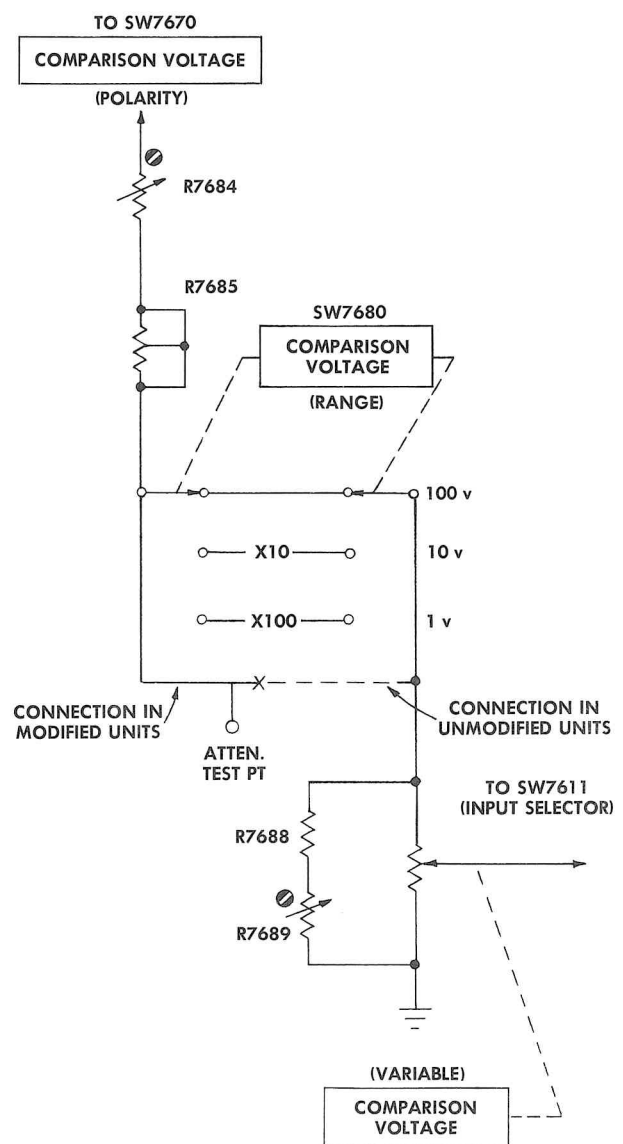 TO SW7670
COMPARISON VOLTAGE
(POLARITY)
R7684
R7685
SW7680
COMPARISON
VOLTAGE
(RANGE)
100 v
X10
10 v
X100
1 v
X
CONNECTION IN
MODIFIED UNITS
CONNECTION IN
UNMODIFIED UNITS
ATTEN.
TEST PT
TO SW7611
(INPUT SELECTOR)
R7688
R7689
(VARIABLE)
COMPARISON
VOLTAGE